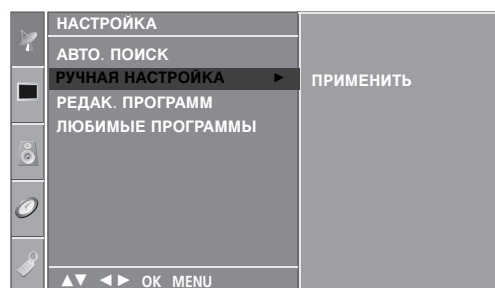 НАСТРОЙКА
АВТО. ПОИСК
РУЧНАЯ НАСТРОЙКА ►
ПРИМЕНИТЬ
РЕДАК. ПРОГРАММ
ЛЮБИМЫЕ ПРОГРАММЫ
▲▼ ◄► OK MENU